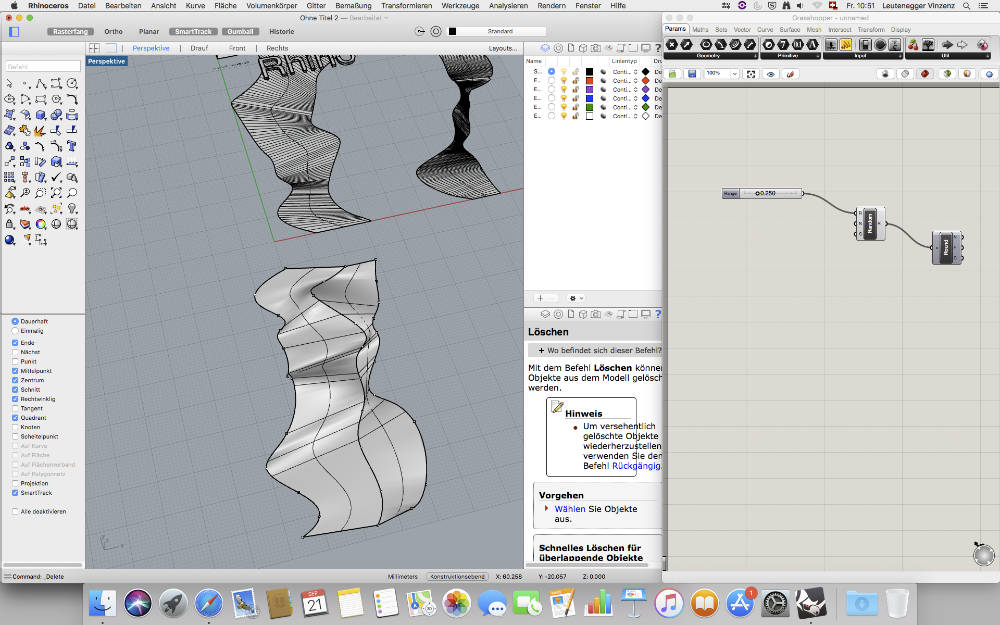 Rhinoceros Datei Bearbeiten Ansicht Kurve Fläche Volumenkörper Gitter Bemaßung Transformieren Werkzeuge Analysieren Rendern Fenster Hilfe
Fr. 10:51 Leutenegger Vinzenz
Ohne Titel 2 — Bearbeitet
Rasterfang Ortho Planar SmartTrack Gumball Historie
Standard
Befehl
Perspektive Drauf Front Rechts Layouts...
Perspektive
RHINO
Name Linientyp
S... Conti...
E... Conti...
E... Conti...
E... Conti...
E... Conti...
E... Conti...
Dauerhaft
Einmalig
Ende
Nächst
Punkt
Mittelpunkt
Zentrum
Schnitt
Rechtwinklig
Tangent
Quadrant
Knoten
Scheitelpunkt
Auf Kurve
Auf Fläche
Auf Flächenverband
Auf Polygonnetz
Projektion
SmartTrack
Alle deaktivieren
Löschen
+ Wo befindet sich dieser Befehl?
Mit dem Befehl Löschen könne
Objekte aus dem Modell gelösch
werden.
Hinweis
Um versehentlich
gelöschte Objekte
wiederherzustellen
verwenden Sie den
Befehl Rückgängig.
Vorgehen
Wählen Sie Objekte
aus.
Schnelles Löschen für
überlappende Objekte
Command: _Delete
Millimeters Konstruktionsebene X: 60.258 Y: -20.057 Z: 0.000
Grasshopper - unnamed
Params Maths Sets Vector Curve Surface Mesh Intersect Transform Display
Geometry Primitive Input Util
100%
Range 0.250
Random
Round
SEP
21
1